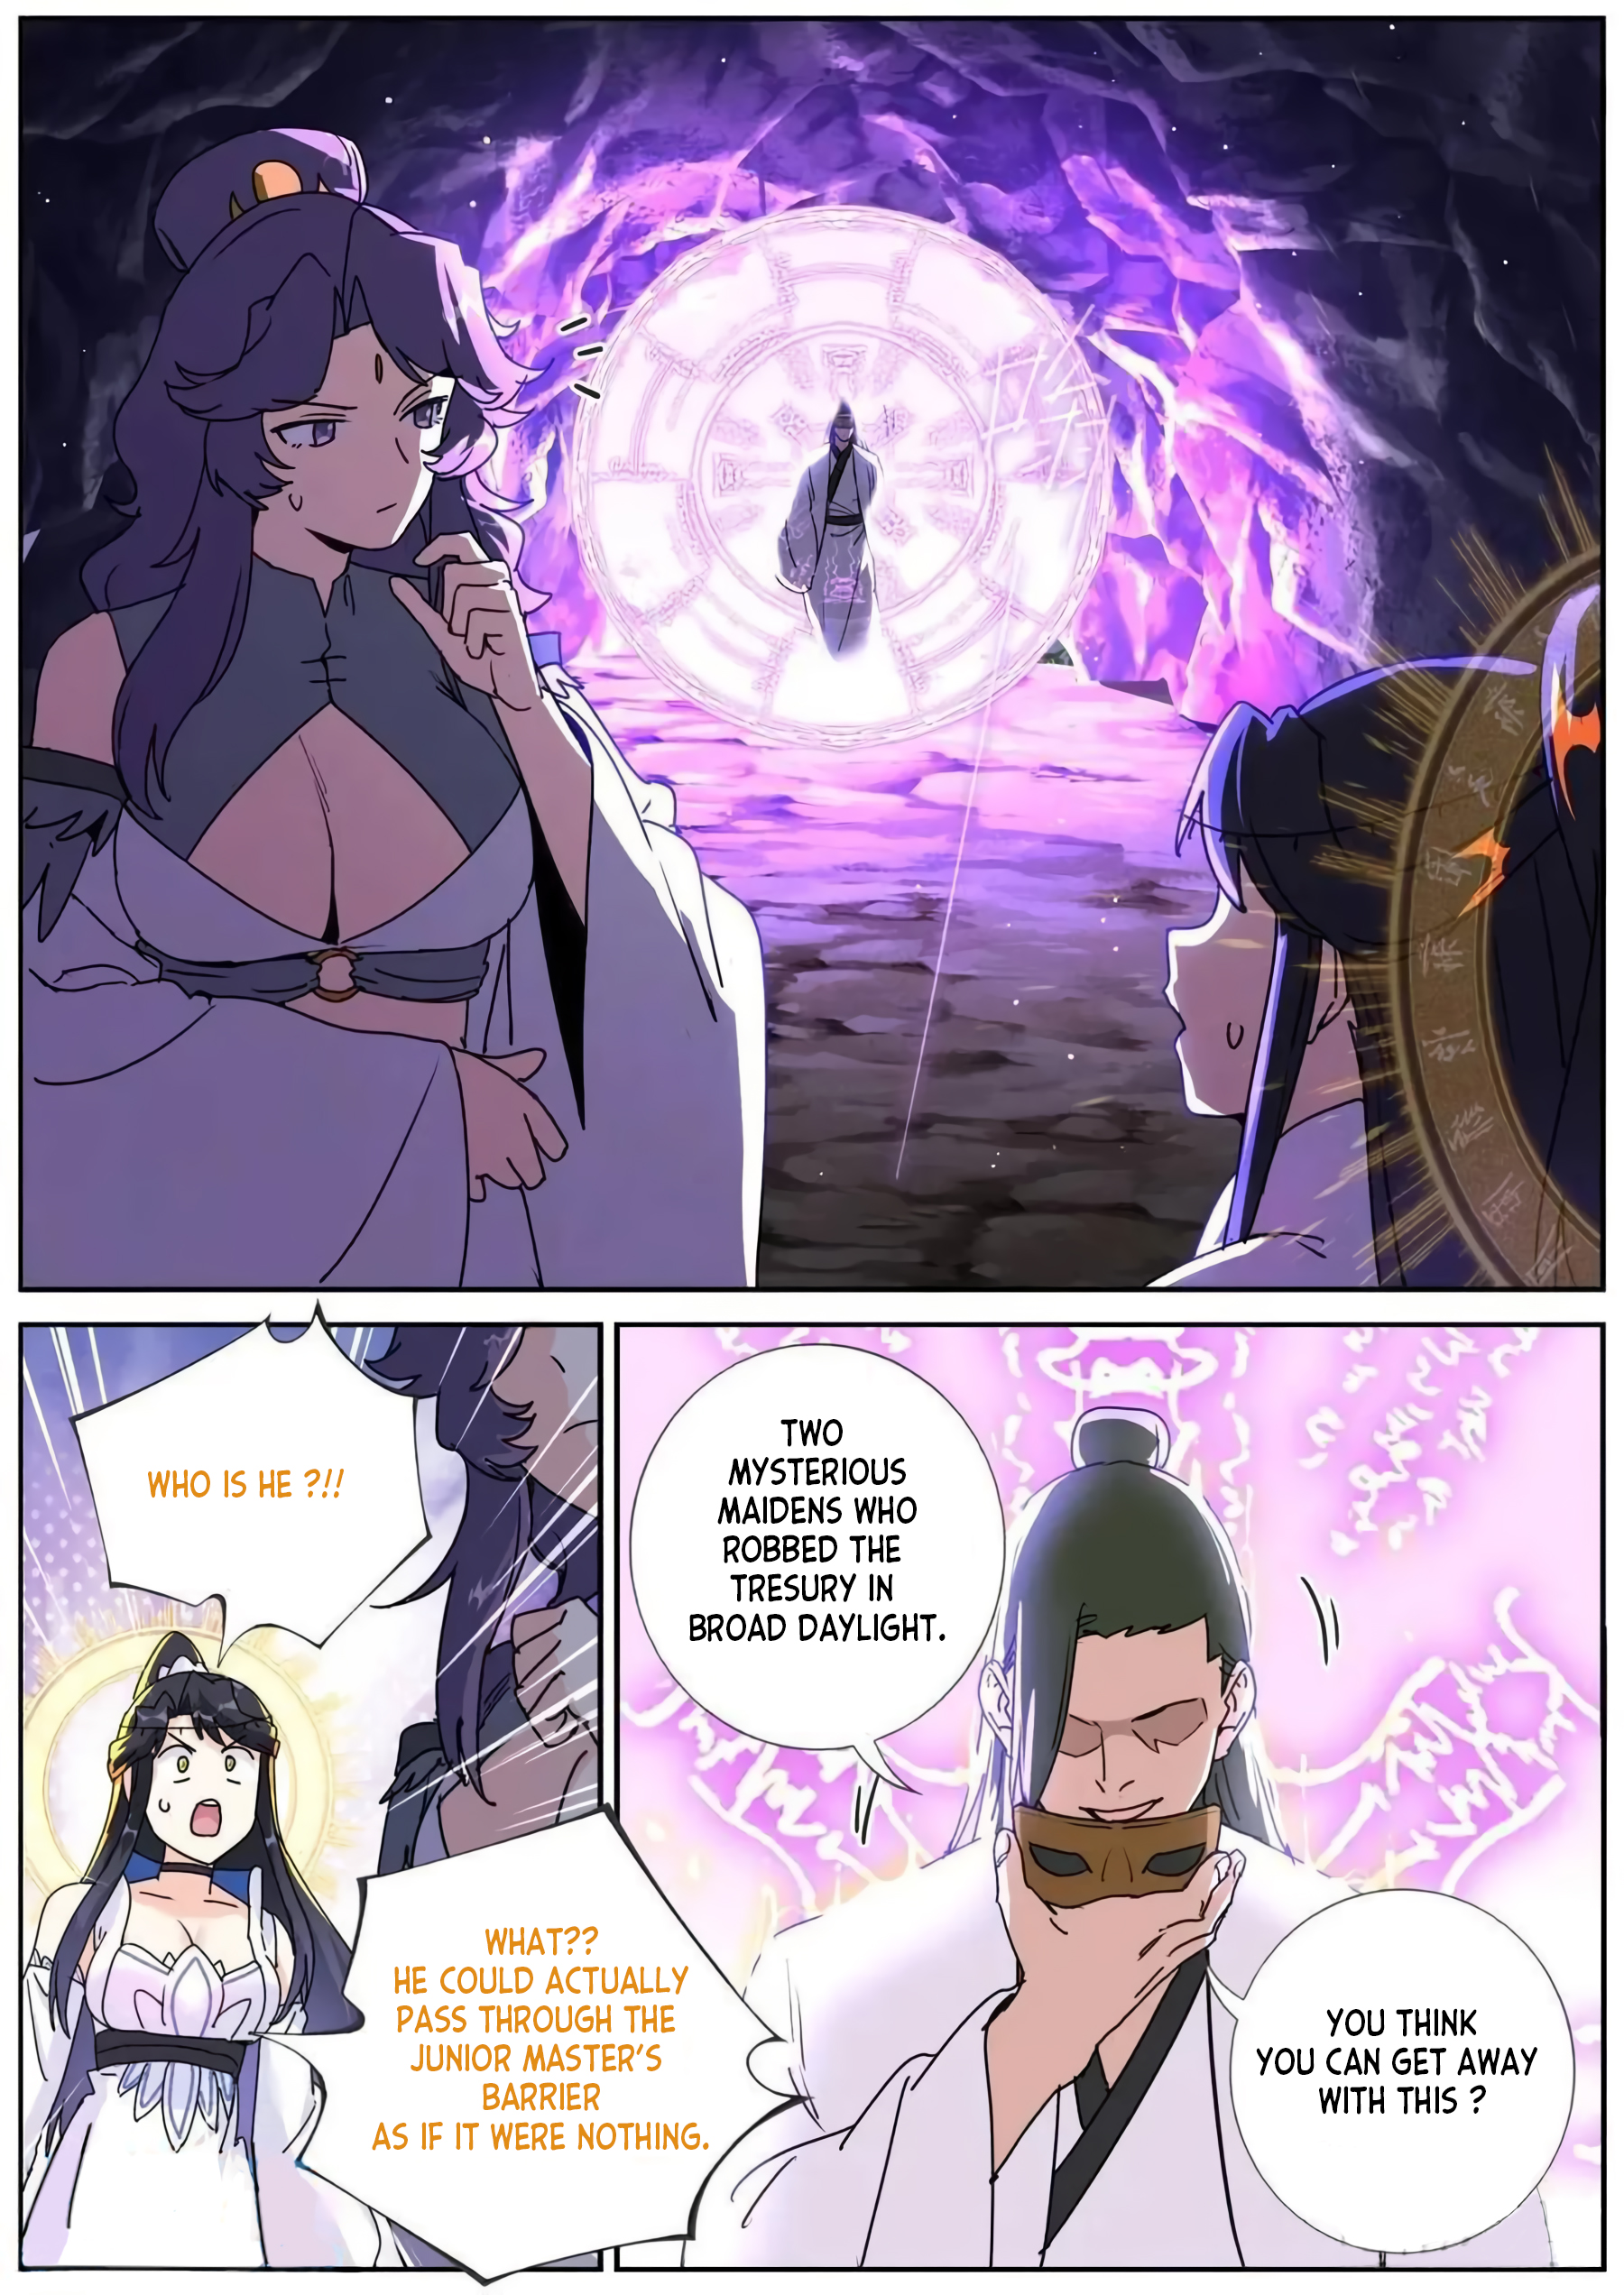 WHO IS HE ?!!
WHAT??
HE COULD ACTUALLY
PASS THROUGH THE
JUNIOR MASTER'S
BARRIER
AS IF IT WERE NOTHING.
TWO
MYSTERIOUS
MAIDENS WHO
ROBBED THE
TRESURY IN
BROAD DAYLIGHT.
YOU THINK
YOU CAN GET AWAY
WITH THIS ?